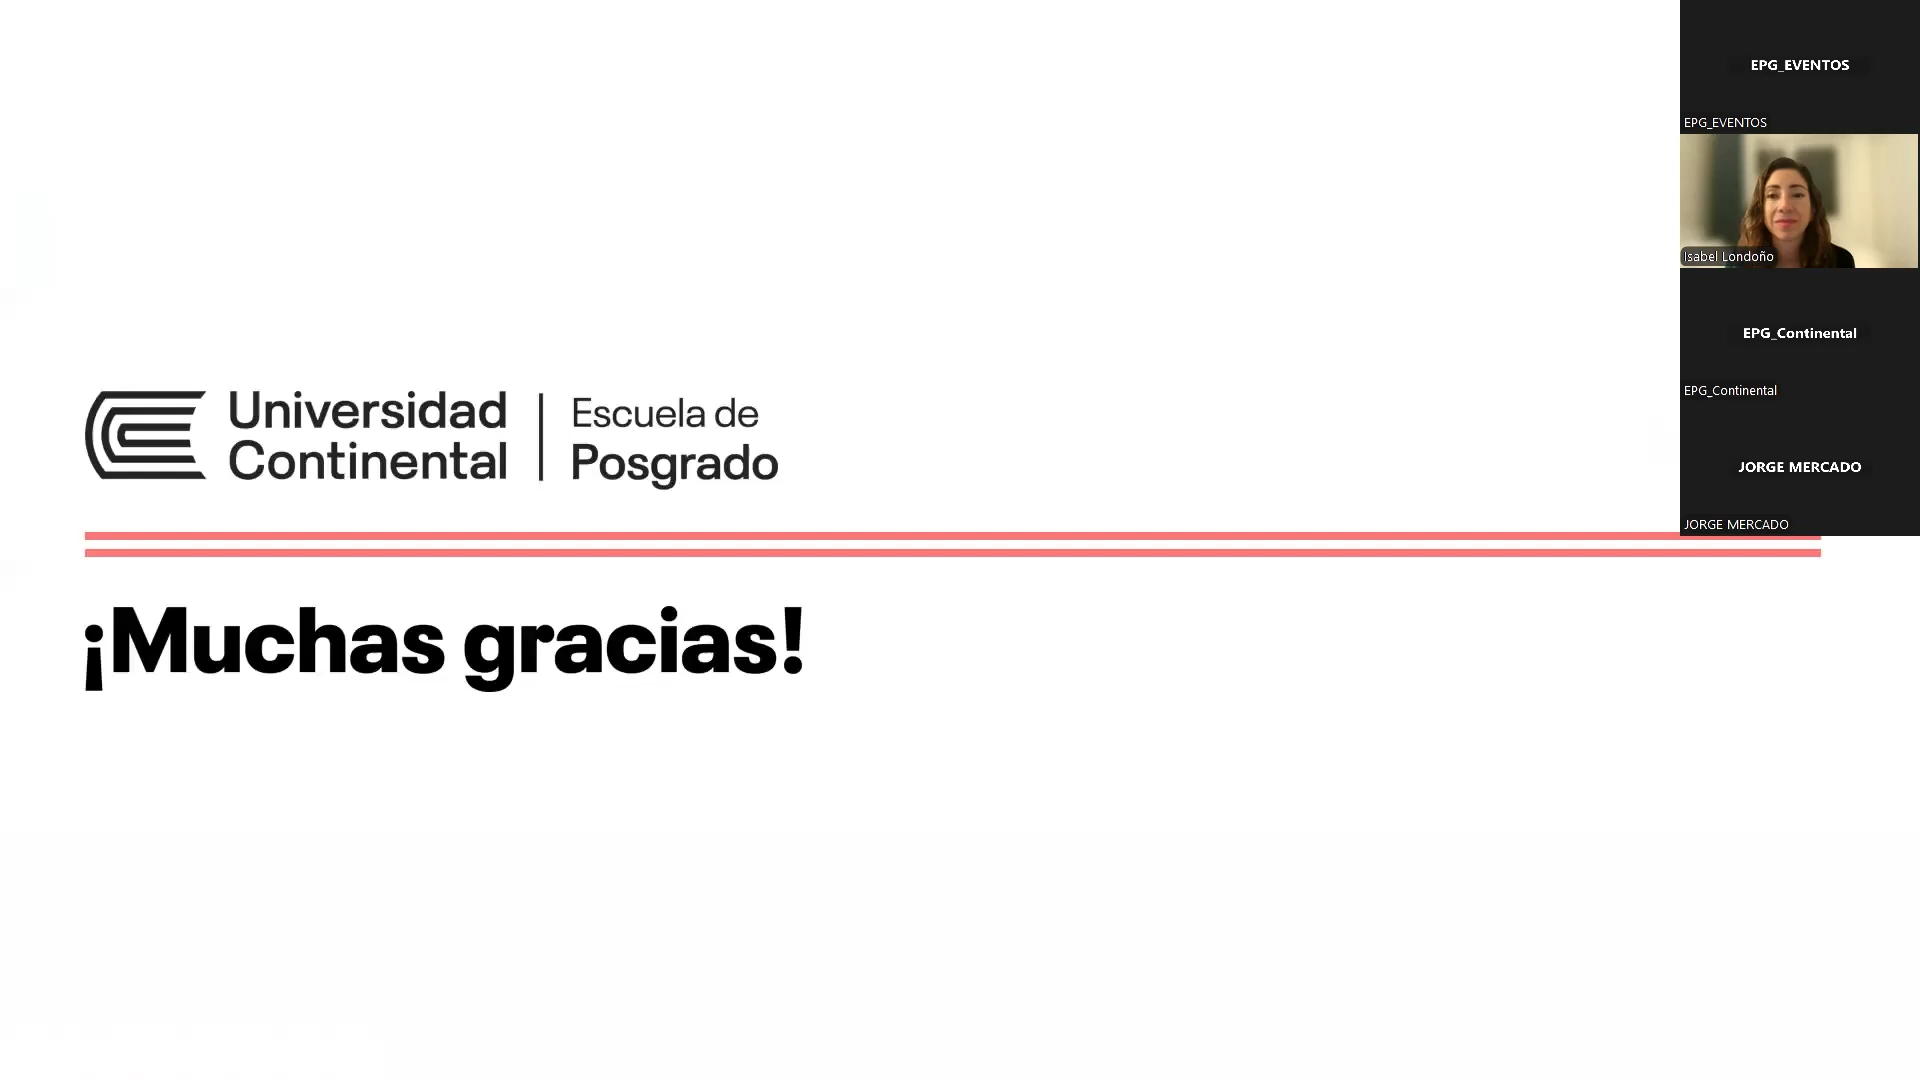 Universidad
Continental
Escuela de
Posgrado
¡Muchas gracias!
EPG_EVENTOS
EPG_EVENTOS
Isabel Londoño
EPG_Continental
EPG_Continental
JORGE MERCADO
JORGE MERCADO